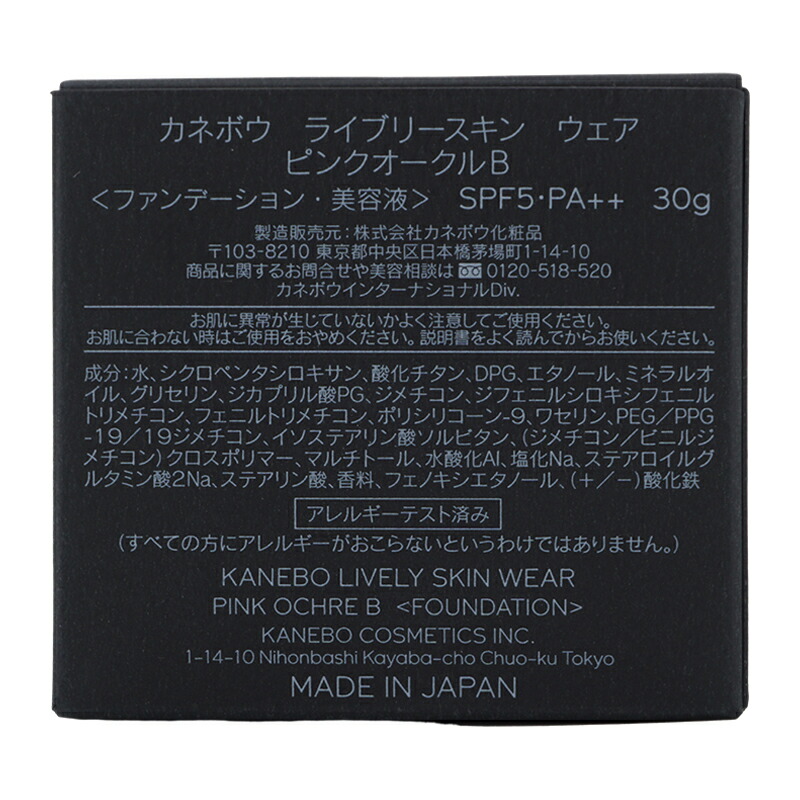 カネボウ ライブリースキン ウェア
ピンクオークルB
<ファンデーション・美容液> SPF5・PA++ 30g
製造販売元:株式会社カネボウ化粧品
〒103-8210 東京都中央区日本橋茅場町1-14-10
商品に関するお問合せや美容相談は 0120-518-520
カネボウインターナショナルDiv.
お肌に異常が生じていないかよく注意してご使用ください。
お肌に合わない時はご使用をおやめください。説明書をよく読んでからお使いください。
成分:水、シクロペンタシロキサン、酸化チタン、DPG、エタノール、ミネラルオ
イル、グリセリン、ジカプリル酸PG、ジメチコン、ジフェニルシロキシフェニル
トリメチコン、フェニルトリメチコン、ポリシリコーン-9、ワセリン、PEG/PPG
-19/19ジメチコン、イソステアリン酸ソルビタン、(ジメチコン/ビニルジ
メチコン)クロスポリマー、マルチトール、水酸化Al、塩化Na、ステアロイルグ
ルタミン酸2Na、ステアリン酸、香料、フェノキシエタノール、(+/-)酸化鉄
アレルギーテスト済み
(すべての方にアレルギーがおこらないというわけではありません。)
KANEBO LIVELY SKIN WEAR
PINK OCHRE B <FOUNDATION>
KANEBO COSMETICS INC.
1-14-10 Nihonbashi Kayaba-cho Chuo-ku Tokyo
MADE IN JAPAN